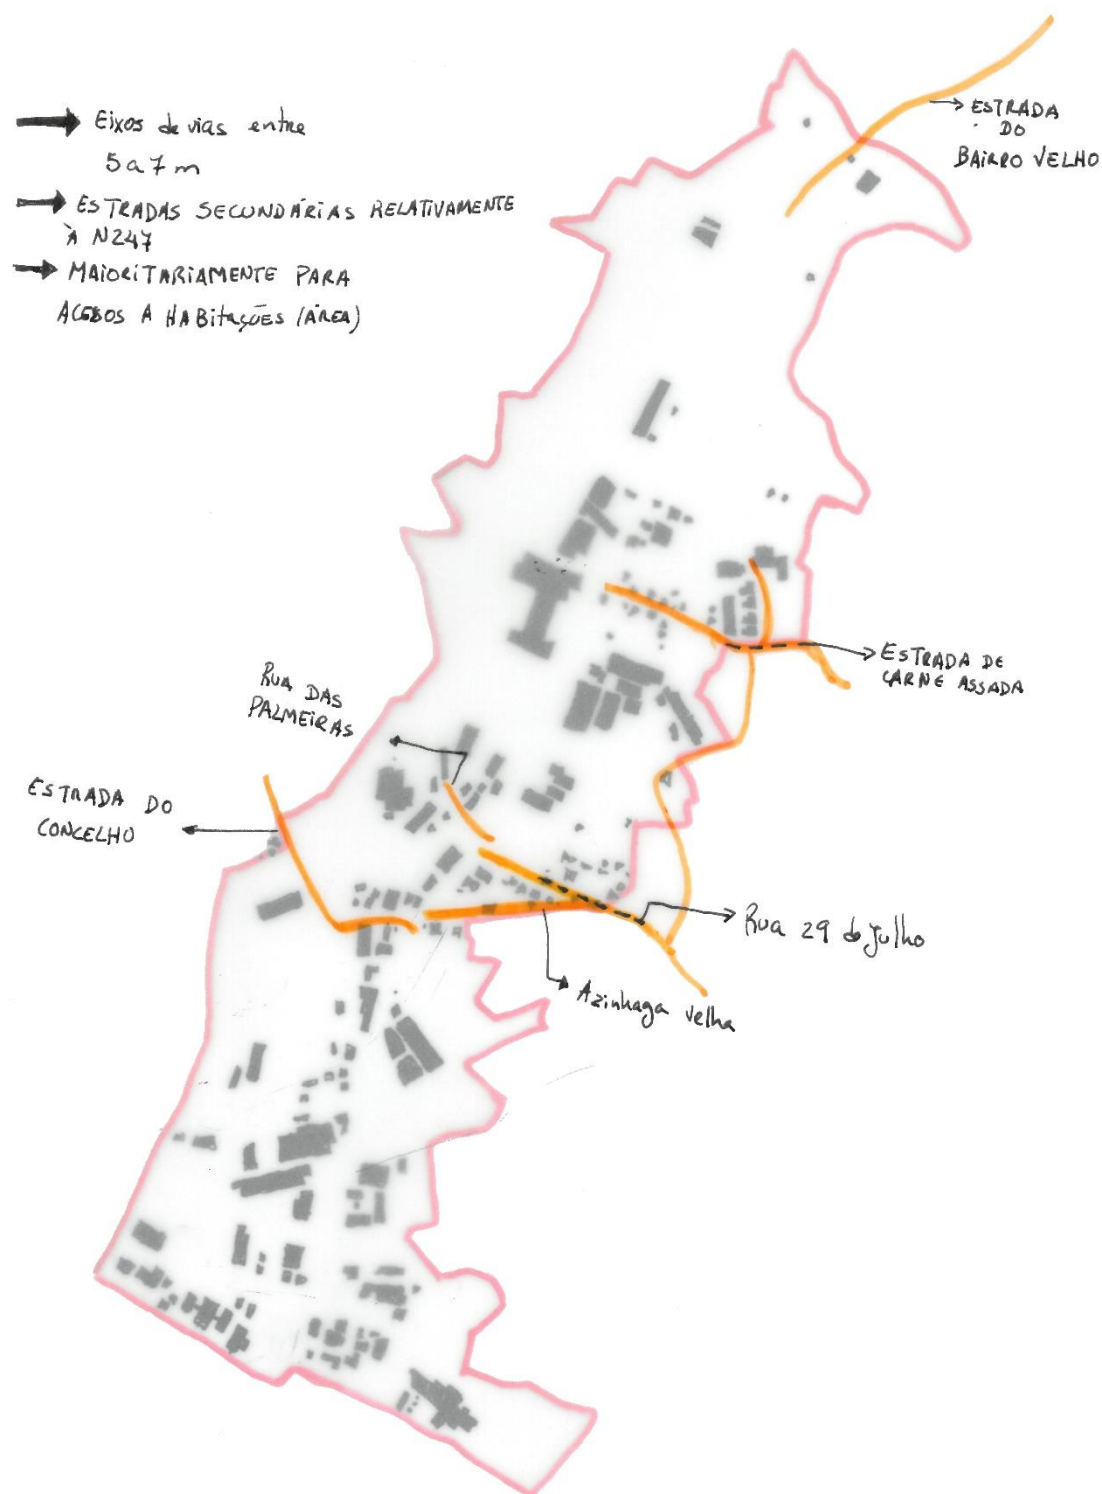 Eixos de vias entre
5 a 7 m
ESTRADAS SECUNDÁRIAS RELATIVAMENTE
À N247
MAIORITARIAMENTE PARA
ACESSOS A HABITAÇÕES (ÁREA)
ESTRADA
DO
BAIRRO VELHO
ESTRADA DE
CARNE ASSADA
RUA DAS
PALMEIRAS
ESTRADA DO
CONCELHO
Rua 29 de Julho
Azinhaga velha